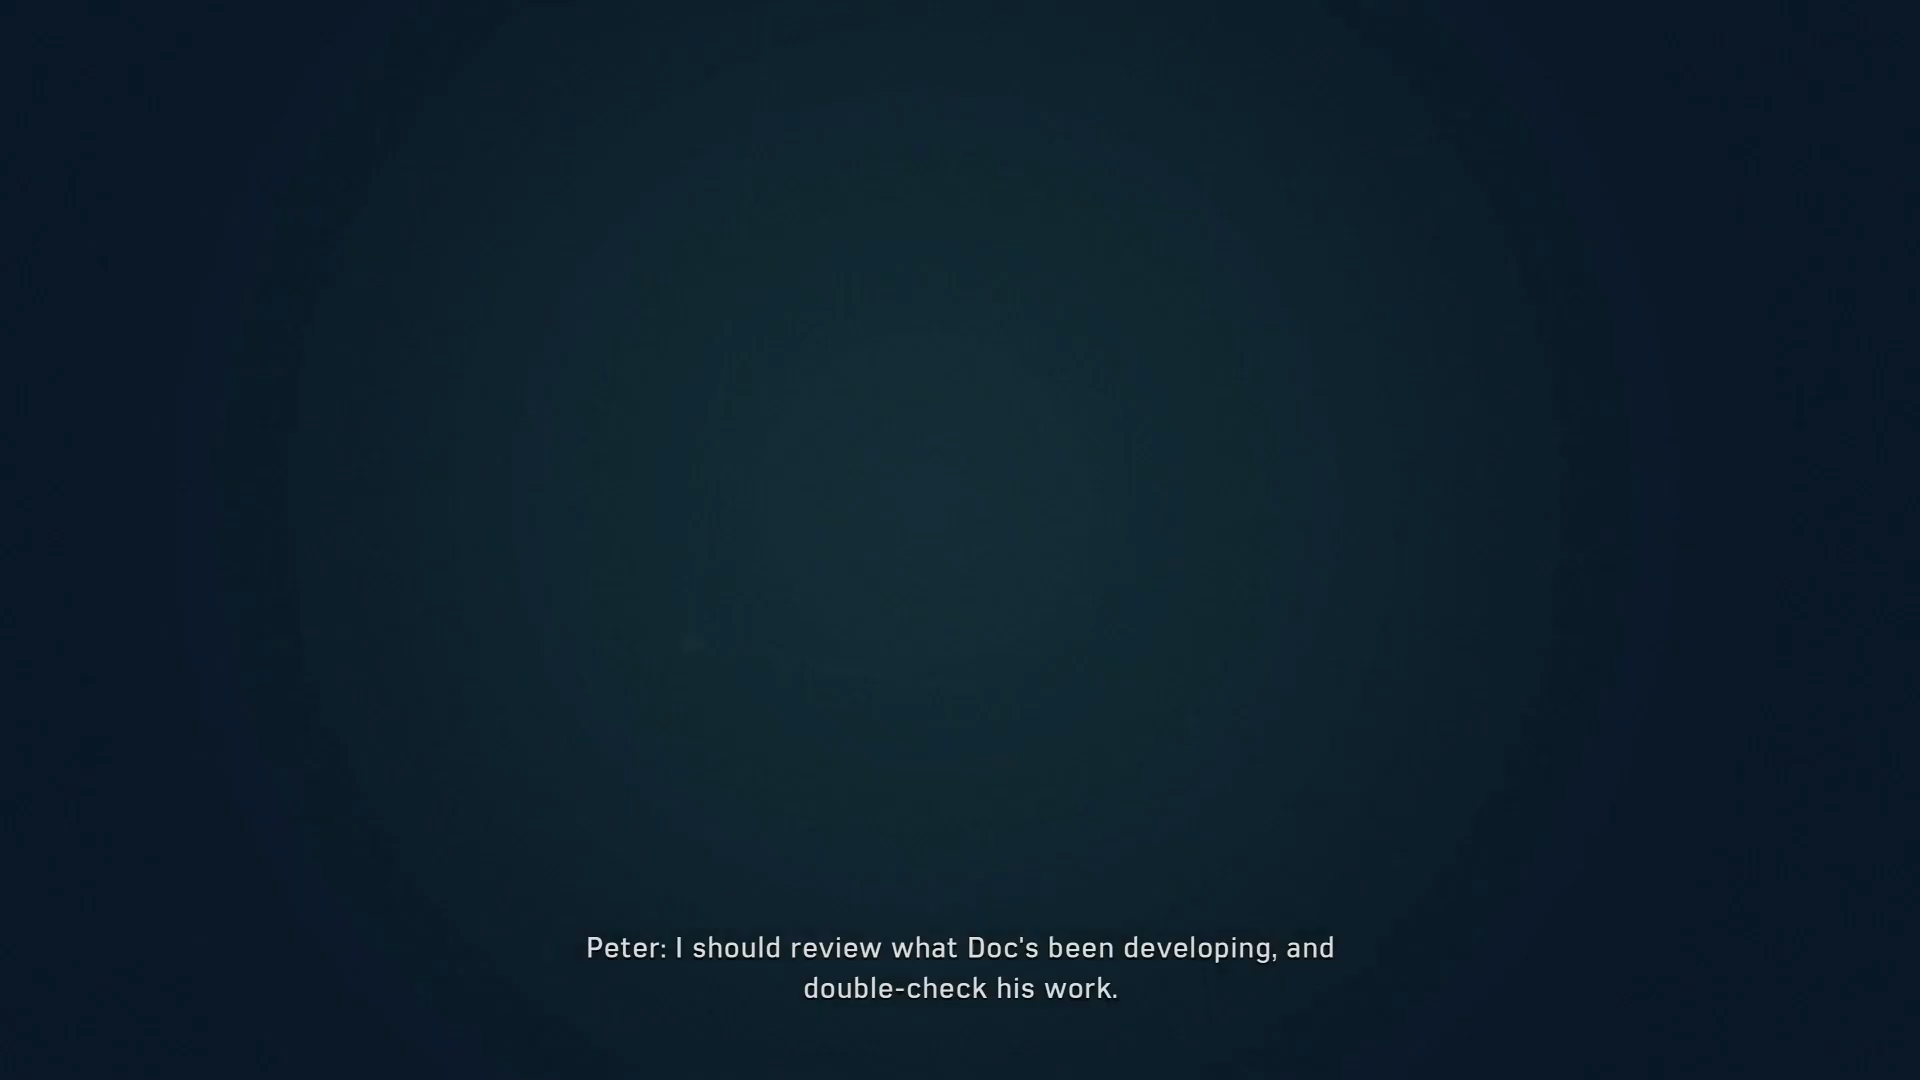 Peter: I should review what Doc's been developing, and
double-check his work.